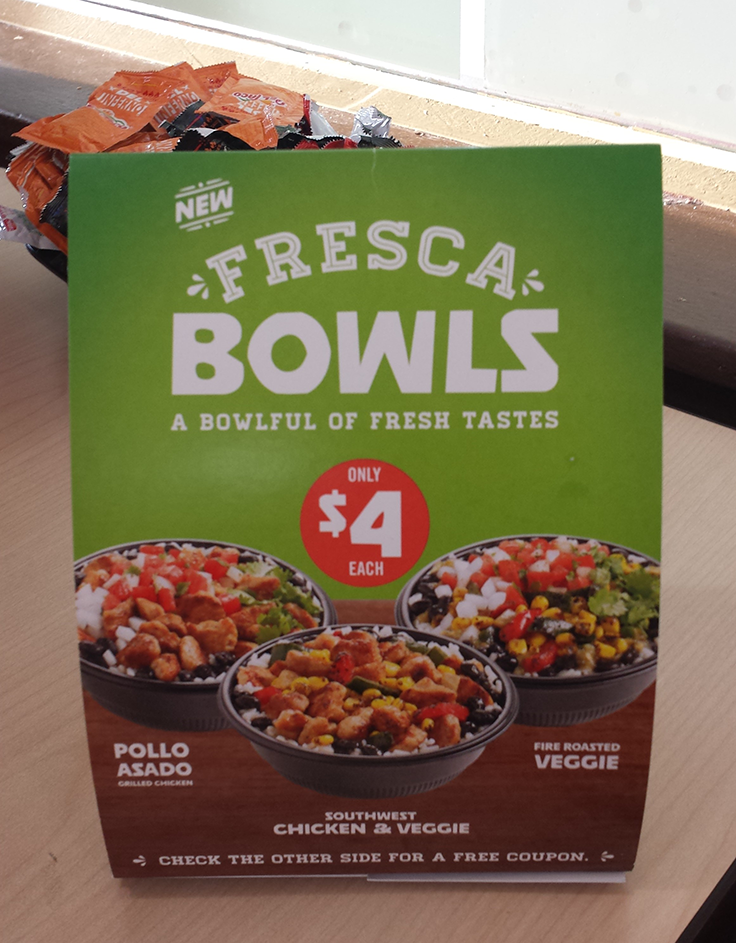 NEW
FRESCA
BOWLS
A BOWLFUL OF FRESH TASTES
ONLY
$4
EACH
POLLO
ASADO
GRILLED CHICKEN
FIRE ROASTED
VEGGIE
SOUTHWEST
CHICKEN & VEGGIE
CHECK THE OTHER SIDE FOR A FREE COUPON.